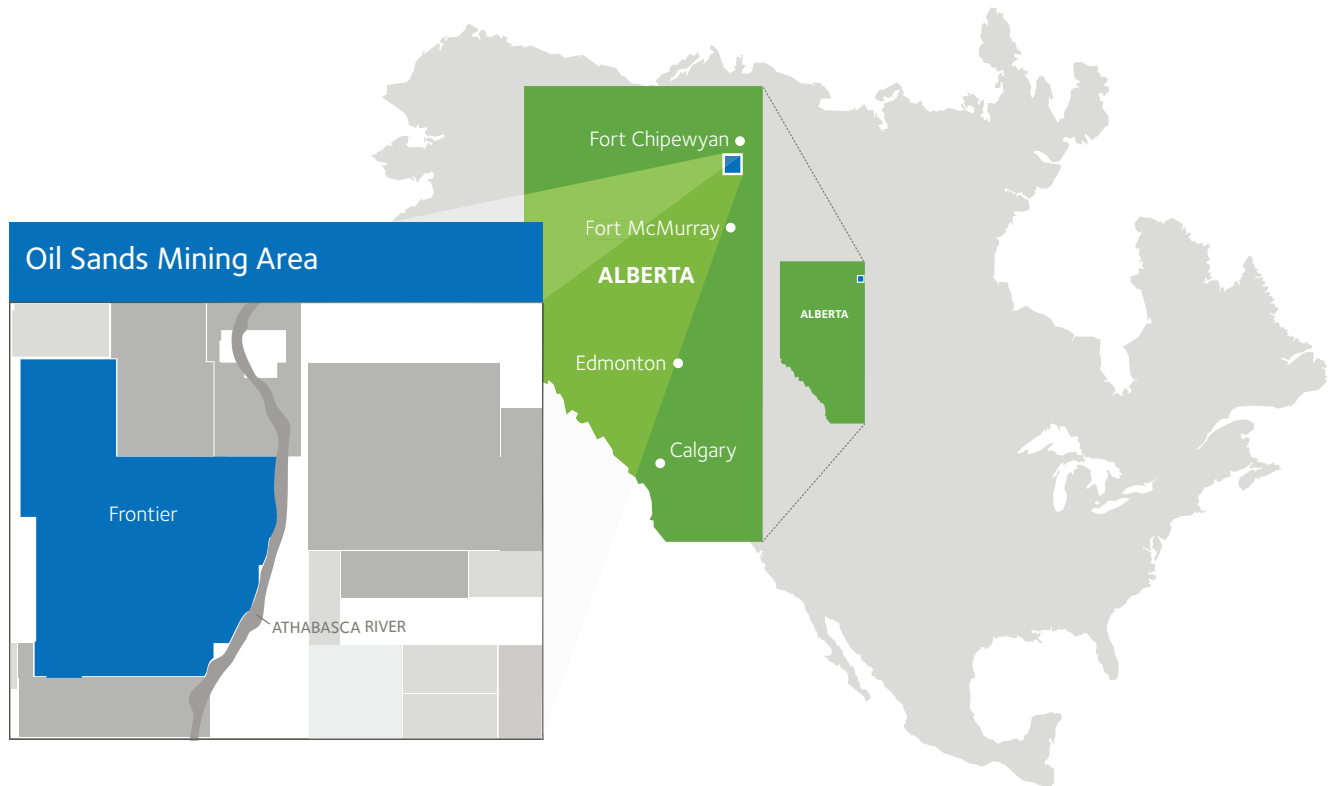 Fort Chipewyan
Fort McMurray
ALBERTA
Edmonton
Calgary
ALBERTA
Oil Sands Mining Area
Frontier
ATHABASCA RIVER